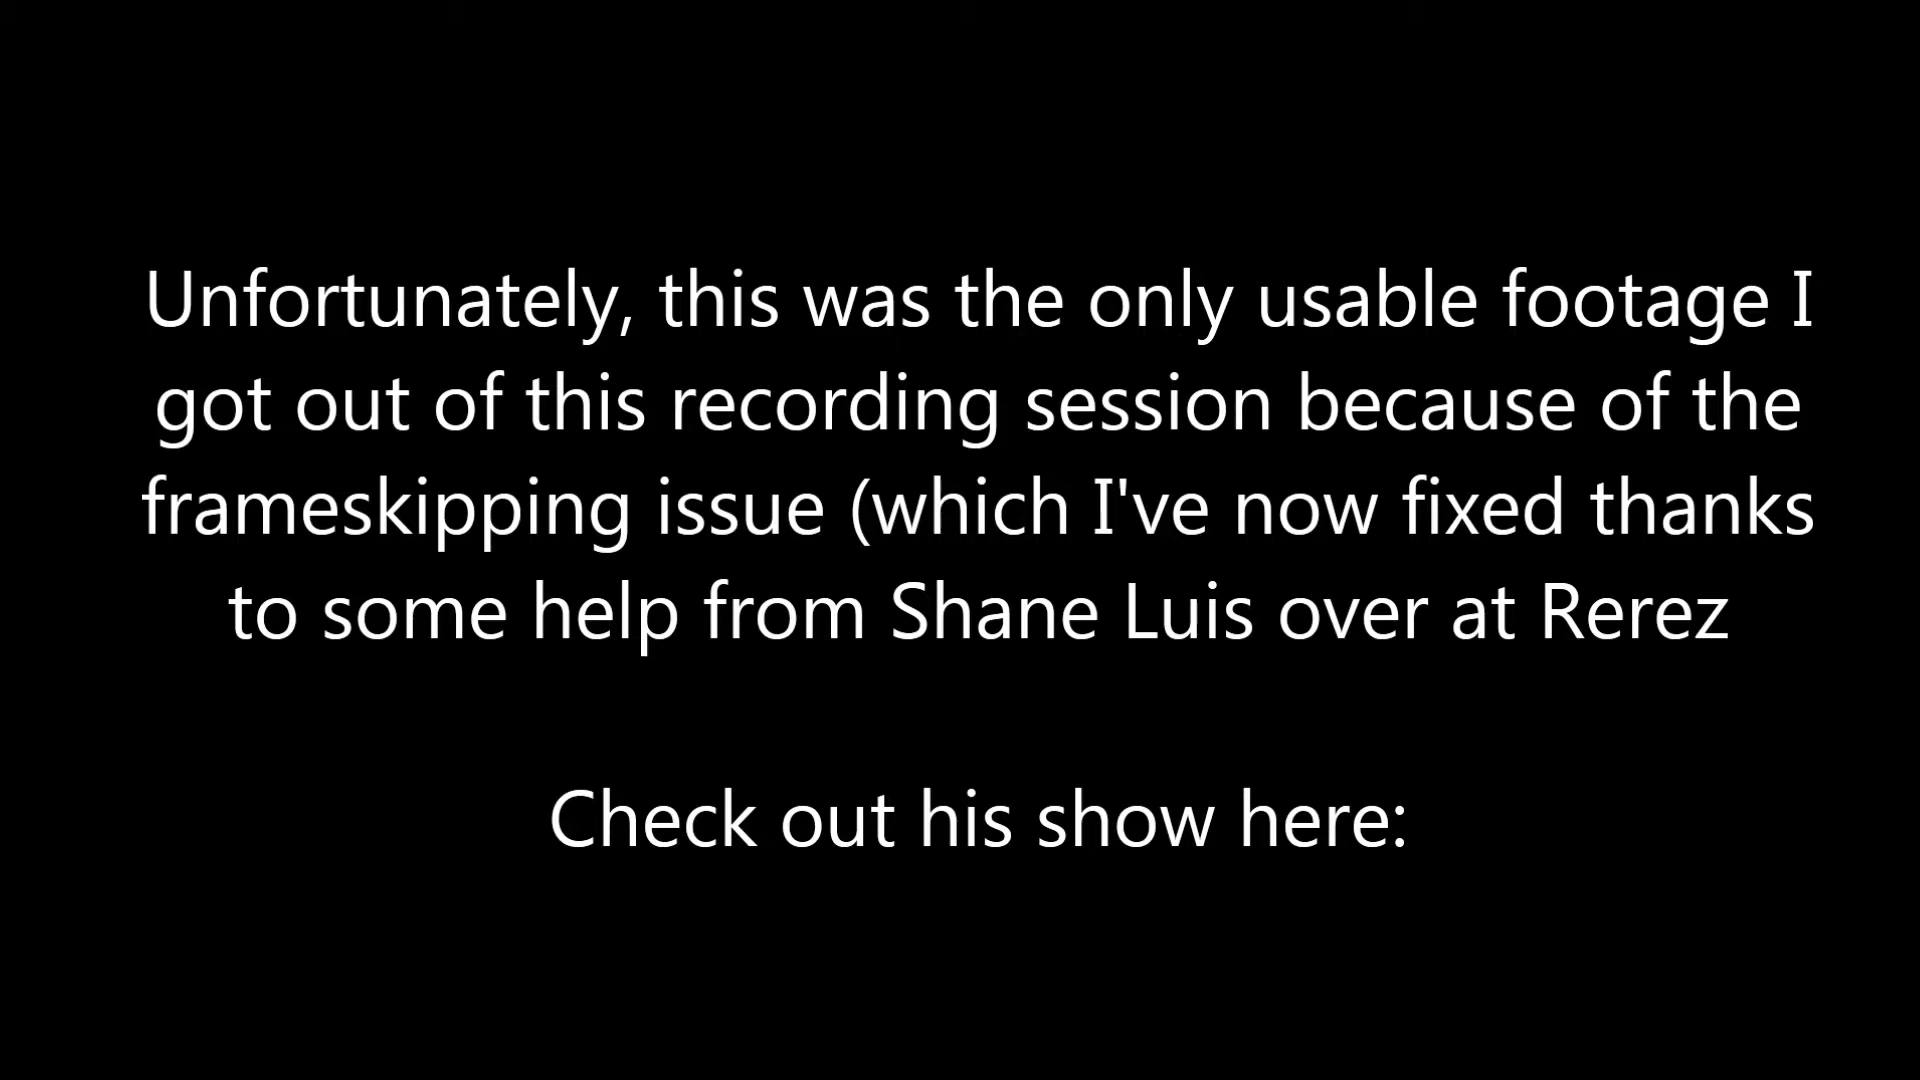 Unfortunately, this was the only usable footage I
got out of this recording session because of the
frameskipping issue (which I've now fixed thanks
to some help from Shane Luis over at Rerez
Check out his show here: